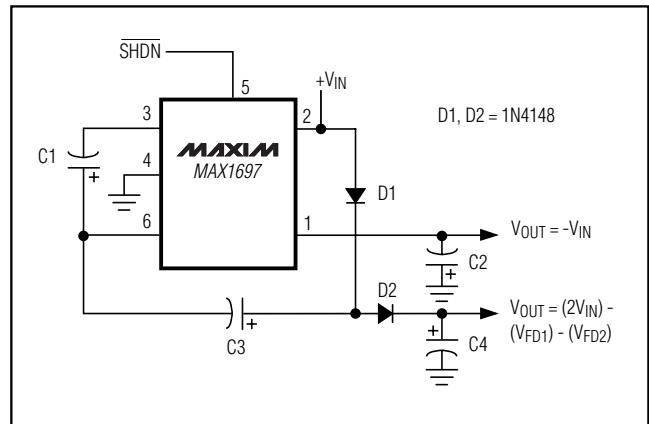 SHDN
+VIN
5
3
2
D1, D2 = 1N4148
MAXIM
MAX1697
C1
+
4
D1
6
1
VOUT = -VIN
C2
+
D2
VOUT = (2VIN) -
(VFD1) - (VFD2)
+
C3
+
C4